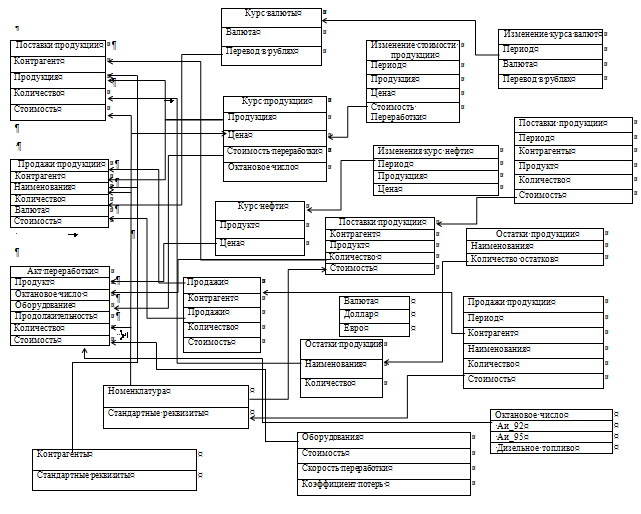 Курс валюты
Валюта
Перевод в рублях
Изменение курса валют
Период
Валюта
Перевод в рублях
Поставки продукции
Контрагент
Продукция
Количество
Стоимость
Изменение стоимости
продукции
Период
Продукция
Цена
Стоимость
Переработки
Курс продукции
Продукция
Цена
Стоимость переработки
Октановое число
Поставки продукции
Период
Контрагенты
Продукт
Количество
Стоимость
Изменения курс нефти
Период
Продукция
Цена
Продажи продукции
Контрагент
Наименования
Количество
Валюта
Стоимость
Курс нефти
Продукт
Цена
Поставки продукции
Контрагент
Продукт
Количество
Стоимость
Остатки продукции
Наименования
Количество остатков
Акт переработки
Продукт
Октановое число
Оборудование
Продолжительность
Количество
Стоимость
Продажи
Контрагент
Продажи
Количество
Стоимость
Валюта
Доллар
Евро
Продажи продукции
Период
Контрагент
Наименования
Количество
Стоимость
Остатки продукции
Наименования
Количество
Номенклатура
Стандартные реквизиты
Октановое число
Аи_92
Аи_95
Дизельное топливо
Контрагенты
Стандартные реквизиты
Оборудования
Стоимость
Скорость переработки
Коэффициент потерь